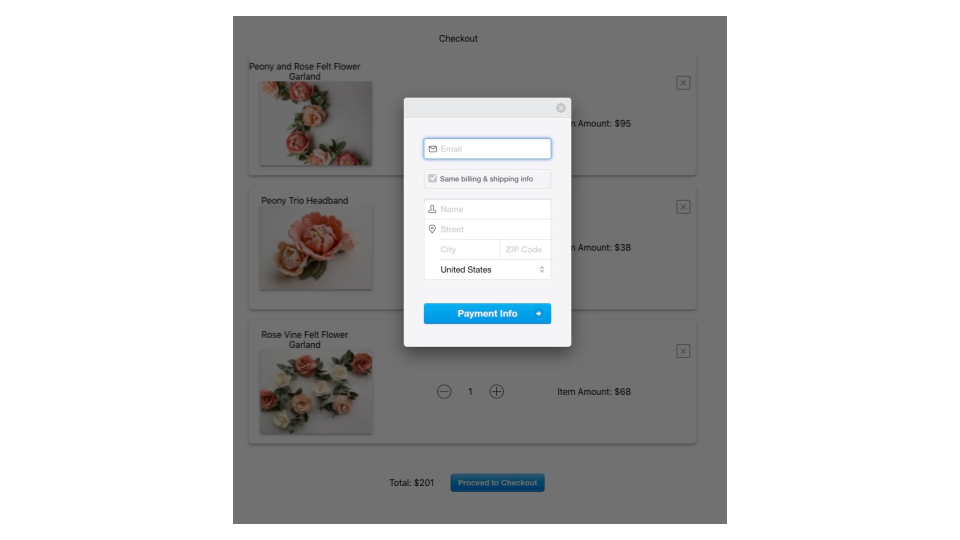 Checkout
Peony and Rose Felt Flower
Garland
Item Amount: $95
Email
Same billing & shipping info
Peony Trio Headband
Name
Street
City
ZIP Code
Amount: $38
United States
Payment Info
Rose Vine Felt Flower
Garland
1
Item Amount: $68
Total: $201
Proceed to Checkout